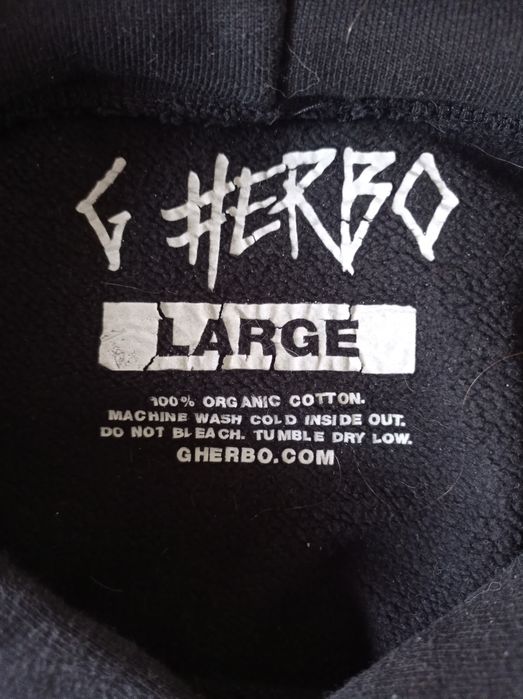 G HERBO
LARGE
100% ORGANIC COTTON.
MACHINE WASH COLD INSIDE OUT.
DO NOT BLEACH. TUMBLE DRY LOW.
GHERBO.COM